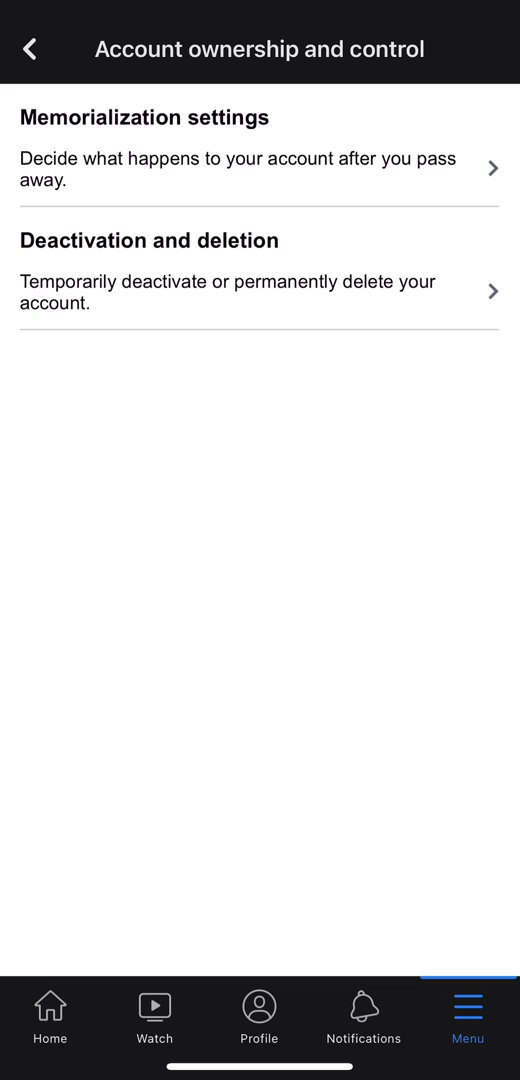 Account ownership and control
Memorialization settings
Decide what happens to your account after you pass
away.
Deactivation and deletion
Temporarily deactivate or permanently delete your
account.
Home
Watch
Profile
Notifications
Menu